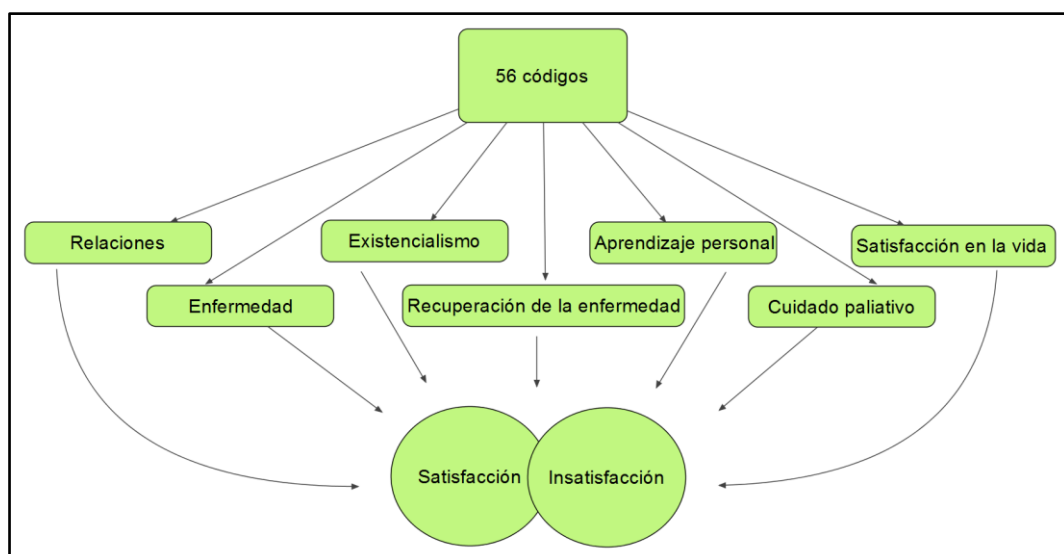 56 códigos
Relaciones
Existencialismo
Aprendizaje personal
Satisfacción en la vida
Enfermedad
Recuperación de la enfermedad
Cuidado paliativo
Satisfacción
Insatisfacción